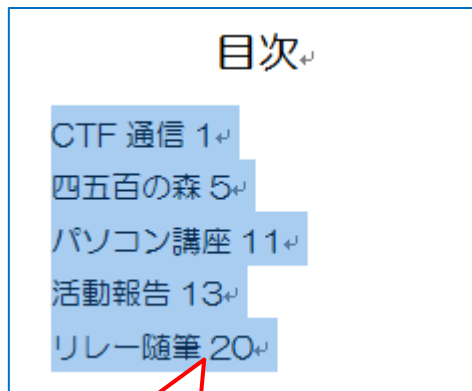 目次
CTF 通信 1
四五百の森 5
パソコン講座 11
活動報告 13
リレー随筆 20